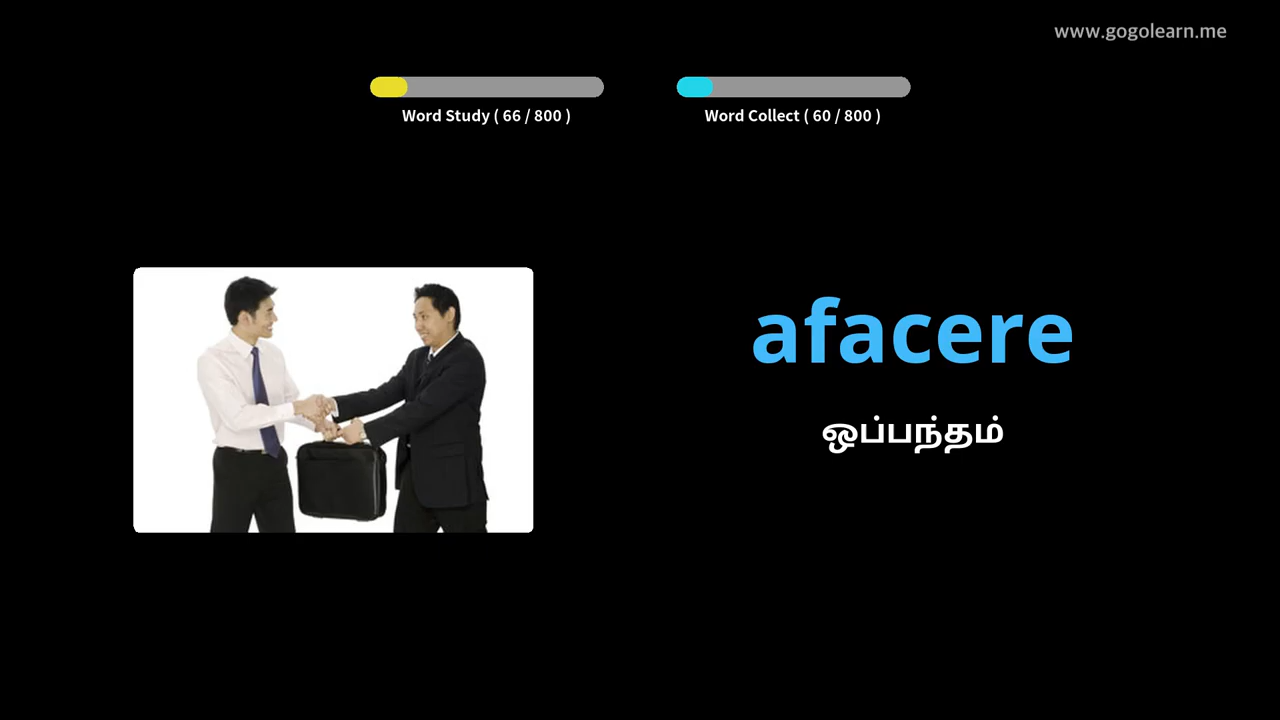 www.gogolearn.me
Word Study ( 66 / 800 )
Word Collect ( 60 / 800 )
afacere
ஒப்பந்தம்